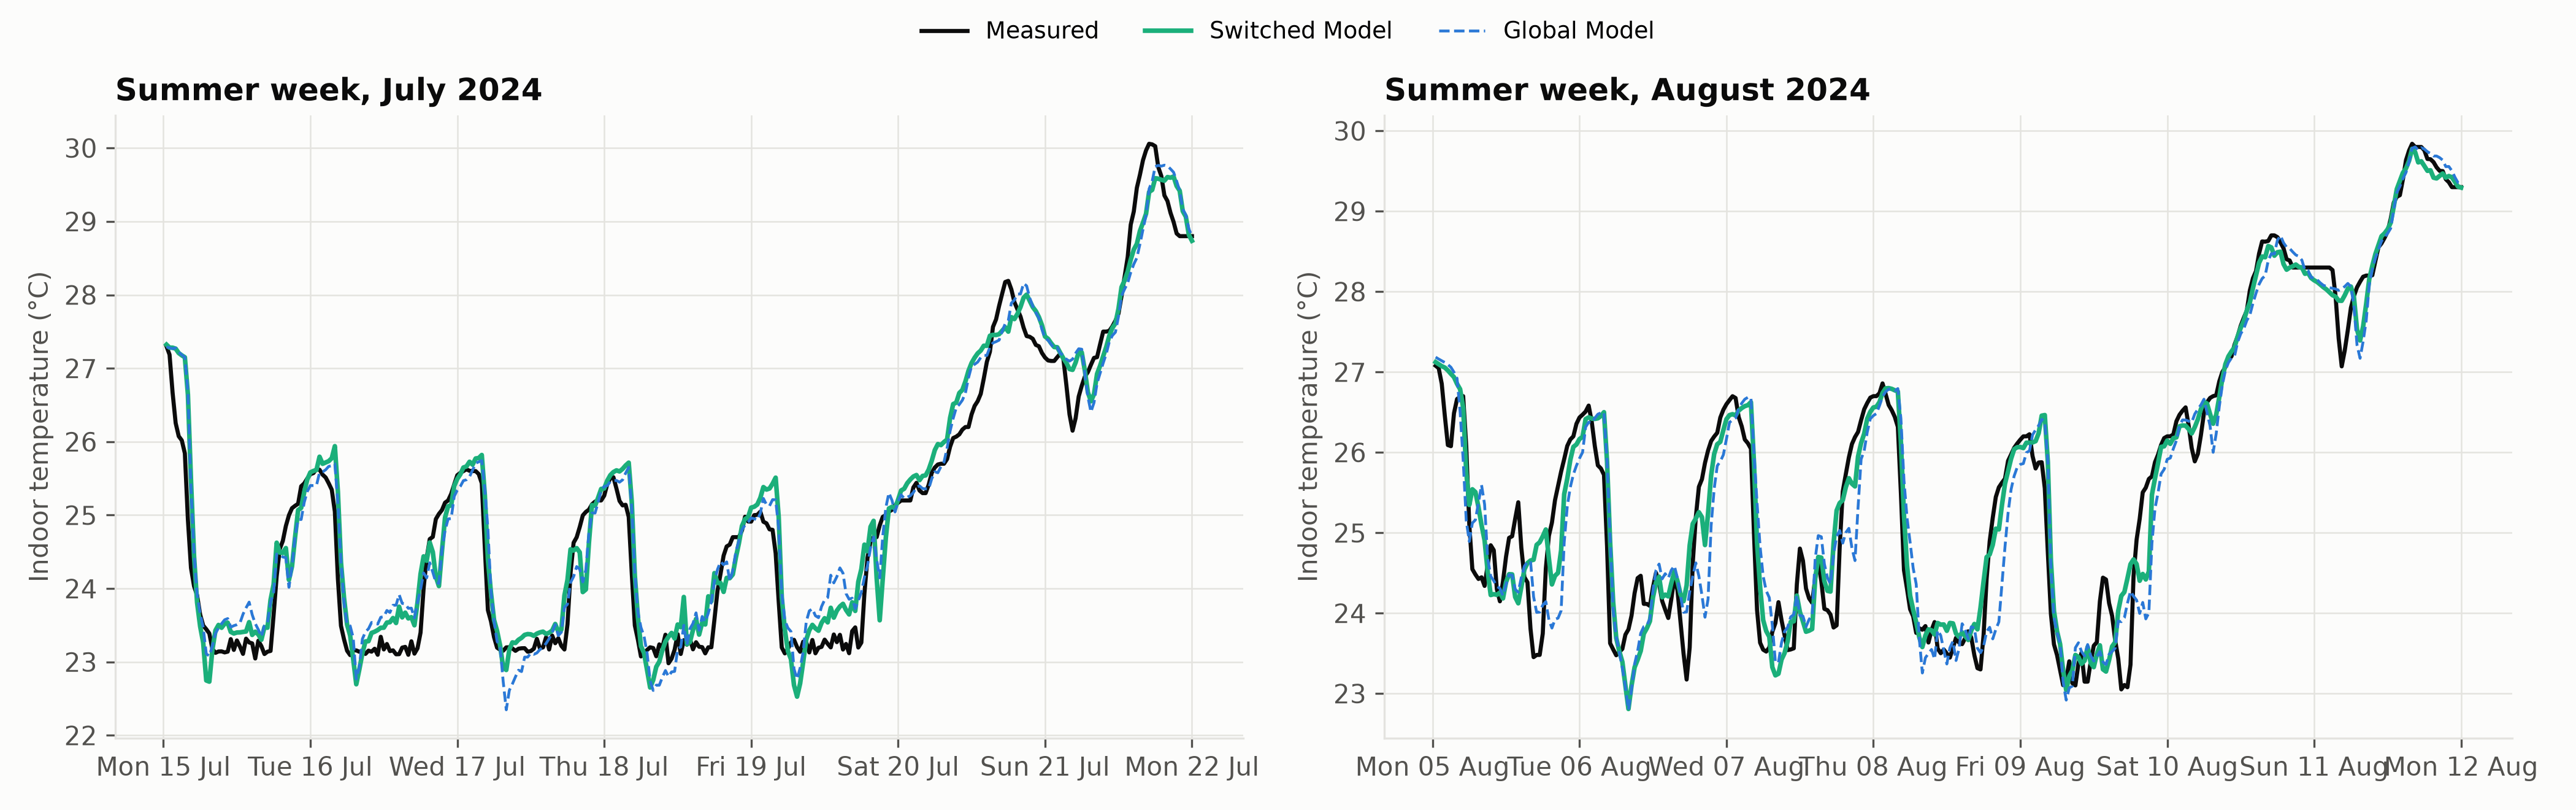 Measured Switched Model Global Model
Summer week, July 2024
Indoor temperature (°C)
30
29
28
27
26
25
24
23
22
Mon 15 Jul Tue 16 Jul Wed 17 Jul Thu 18 Jul Fri 19 Jul Sat 20 Jul Sun 21 Jul Mon 22 Jul
Summer week, August 2024
Indoor temperature (°C)
30
29
28
27
26
25
24
23
Mon 05 Aug Tue 06 Aug Wed 07 Aug Thu 08 Aug Fri 09 Aug Sat 10 Aug Sun 11 Aug Mon 12 Aug